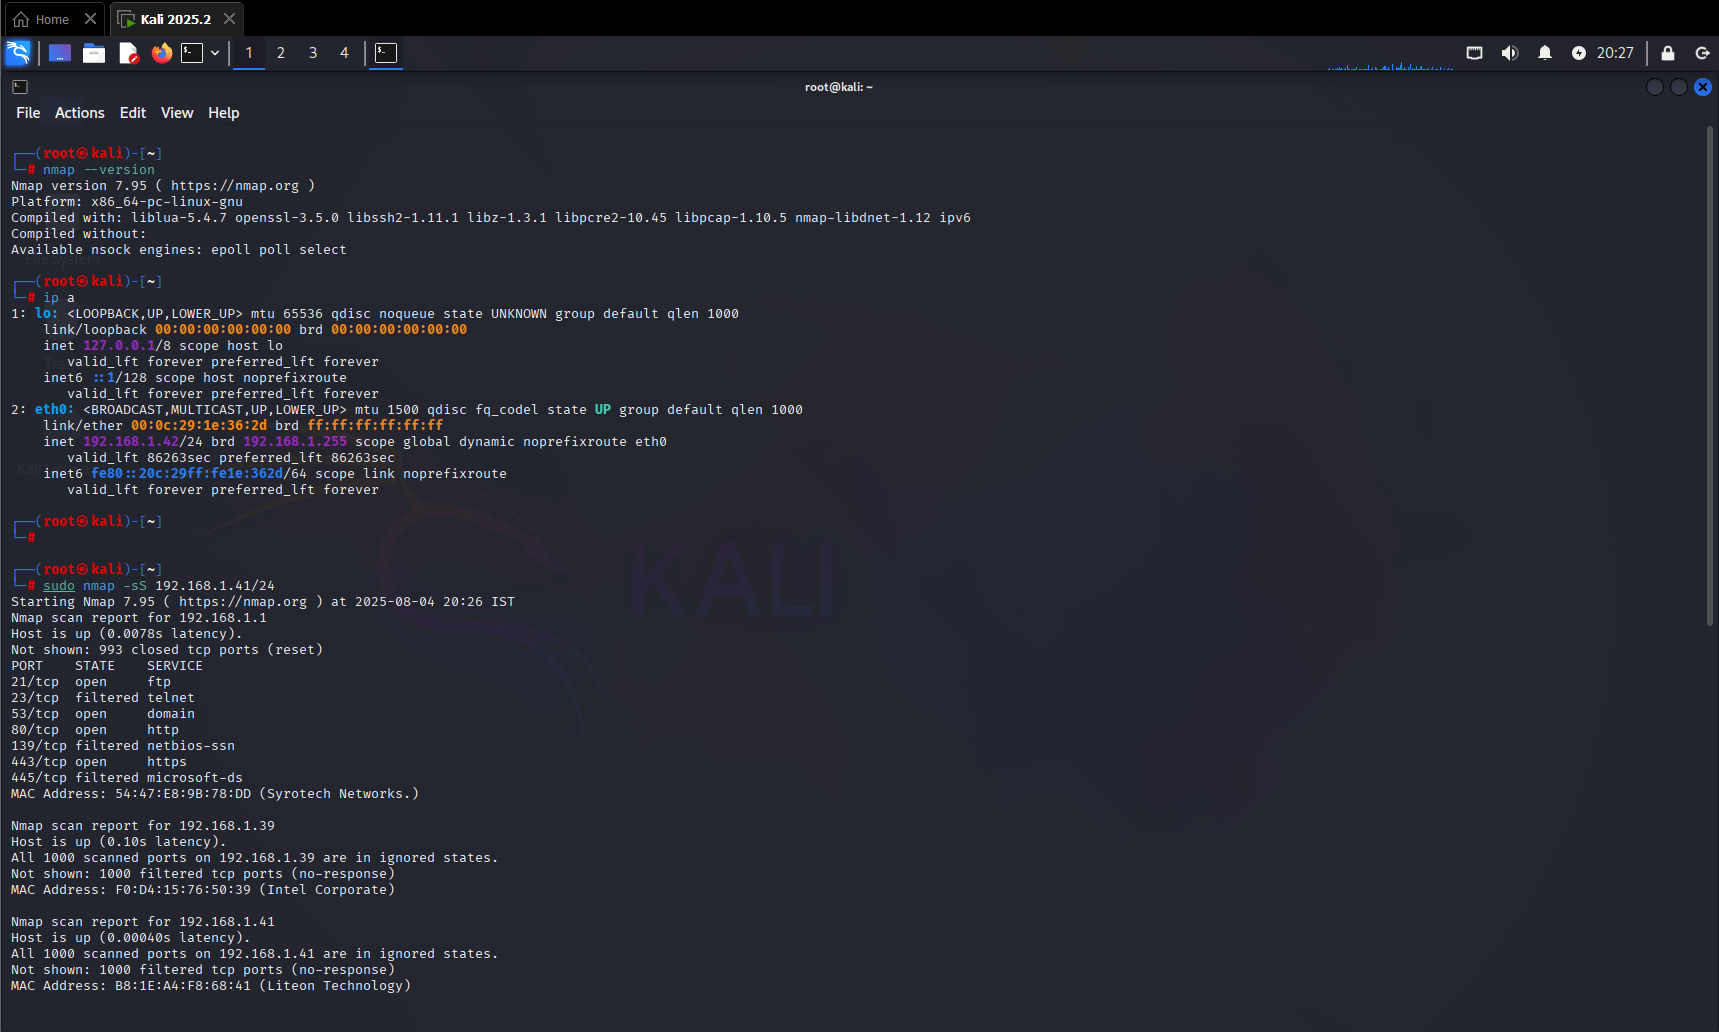 Home
Kali 2025.2
1 2 3 4
20:27
root@kali: ~
File Actions Edit View Help
┌──(root㉿kali)-[~]
└─# nmap --version
Nmap version 7.95 ( https://nmap.org )
Platform: x86_64-pc-linux-gnu
Compiled with: liblua-5.4.7 openssl-3.5.0 libssh2-1.11.1 libz-1.3.1 libpcre2-10.45 libpcap-1.10.5 nmap-libdnet-1.12 ipv6
Compiled without:
Available nsock engines: epoll poll select
┌──(root㉿kali)-[~]
└─# ip a
1: lo: <LOOPBACK,UP,LOWER_UP> mtu 65536 qdisc noqueue state UNKNOWN group default qlen 1000
    link/loopback 00:00:00:00:00:00 brd 00:00:00:00:00:00
    inet 127.0.0.1/8 scope host lo
       valid_lft forever preferred_lft forever
    inet6 ::1/128 scope host noprefixroute
       valid_lft forever preferred_lft forever
2: eth0: <BROADCAST,MULTICAST,UP,LOWER_UP> mtu 1500 qdisc fq_codel state UP group default qlen 1000
    link/ether 00:0c:29:1e:36:2d brd ff:ff:ff:ff:ff:ff
    inet 192.168.1.42/24 brd 192.168.1.255 scope global dynamic noprefixroute eth0
       valid_lft 86263sec preferred_lft 86263sec
    inet6 fe80::20c:29ff:fe1e:362d/64 scope link noprefixroute
       valid_lft forever preferred_lft forever
┌──(root㉿kali)-[~]
└─#
┌──(root㉿kali)-[~]
└─# sudo nmap -sS 192.168.1.41/24
Starting Nmap 7.95 ( https://nmap.org ) at 2025-08-04 20:26 IST
Nmap scan report for 192.168.1.1
Host is up (0.0078s latency).
Not shown: 993 closed tcp ports (reset)
PORT    STATE    SERVICE
21/tcp  open     ftp
23/tcp  filtered telnet
53/tcp  open     domain
80/tcp  open     http
139/tcp filtered netbios-ssn
443/tcp open     https
445/tcp filtered microsoft-ds
MAC Address: 54:47:E8:9B:78:DD (Syrotech Networks.)
Nmap scan report for 192.168.1.39
Host is up (0.10s latency).
All 1000 scanned ports on 192.168.1.39 are in ignored states.
Not shown: 1000 filtered tcp ports (no-response)
MAC Address: F0:D4:15:76:50:39 (Intel Corporate)
Nmap scan report for 192.168.1.41
Host is up (0.00040s latency).
All 1000 scanned ports on 192.168.1.41 are in ignored states.
Not shown: 1000 filtered tcp ports (no-response)
MAC Address: B8:1E:A4:F8:68:41 (Liteon Technology)
KALI